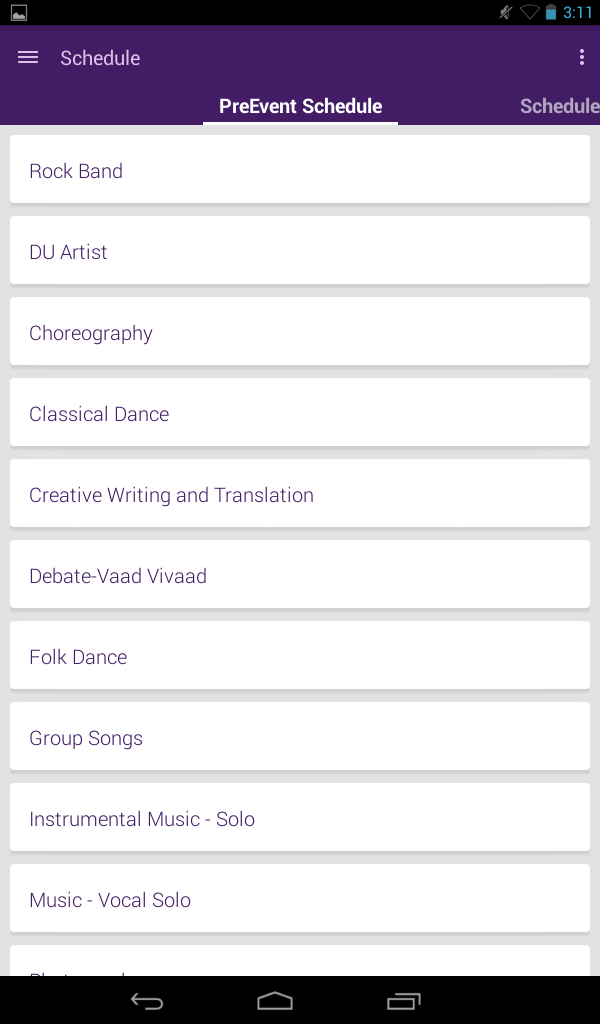 3:11
Schedule
PreEvent Schedule
Schedule
Rock Band
DU Artist
Choreography
Classical Dance
Creative Writing and Translation
Debate-Vaad Vivaad
Folk Dance
Group Songs
Instrumental Music - Solo
Music - Vocal Solo